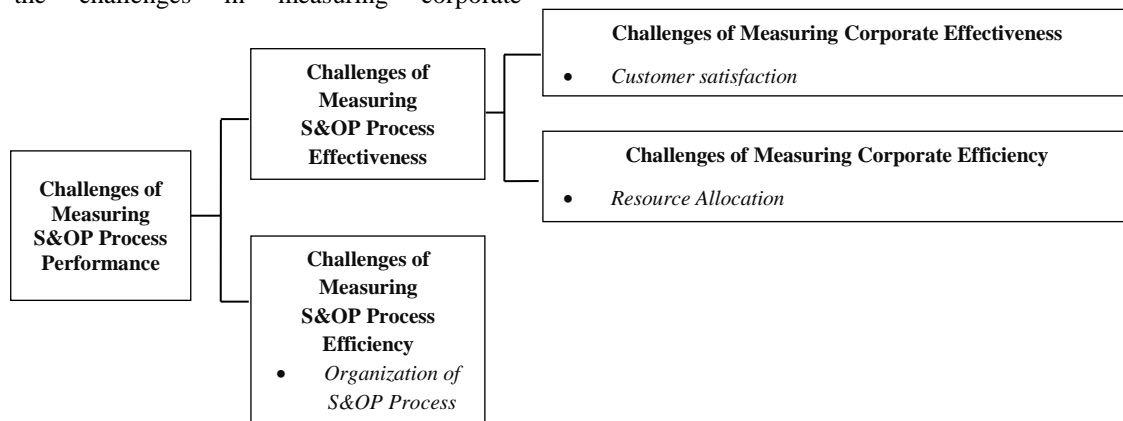 the challenges in measuring corporate
Challenges of Measuring Corporate Effectiveness
• Customer satisfaction
Challenges of
Measuring
S&OP Process
Effectiveness
Challenges of Measuring Corporate Efficiency
• Resource Allocation
Challenges of
Measuring
S&OP Process
Performance
Challenges of
Measuring
S&OP Process
Efficiency
• Organization of
S&OP Process